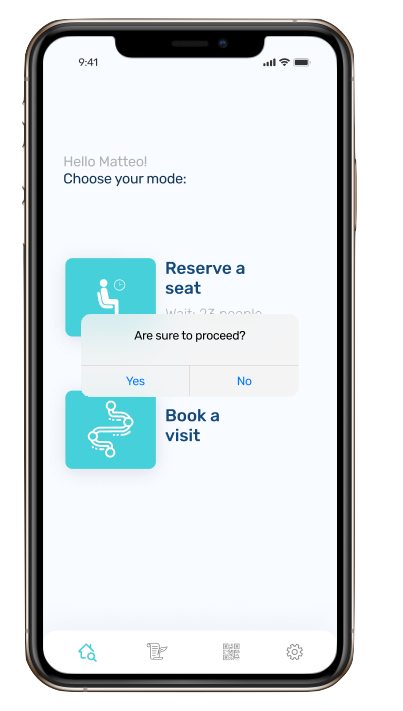 9:41
Hello Matteo!
Choose your mode:
Reserve a
seat
Wait: 23 people
Are sure to proceed?
Yes No
Book a
visit